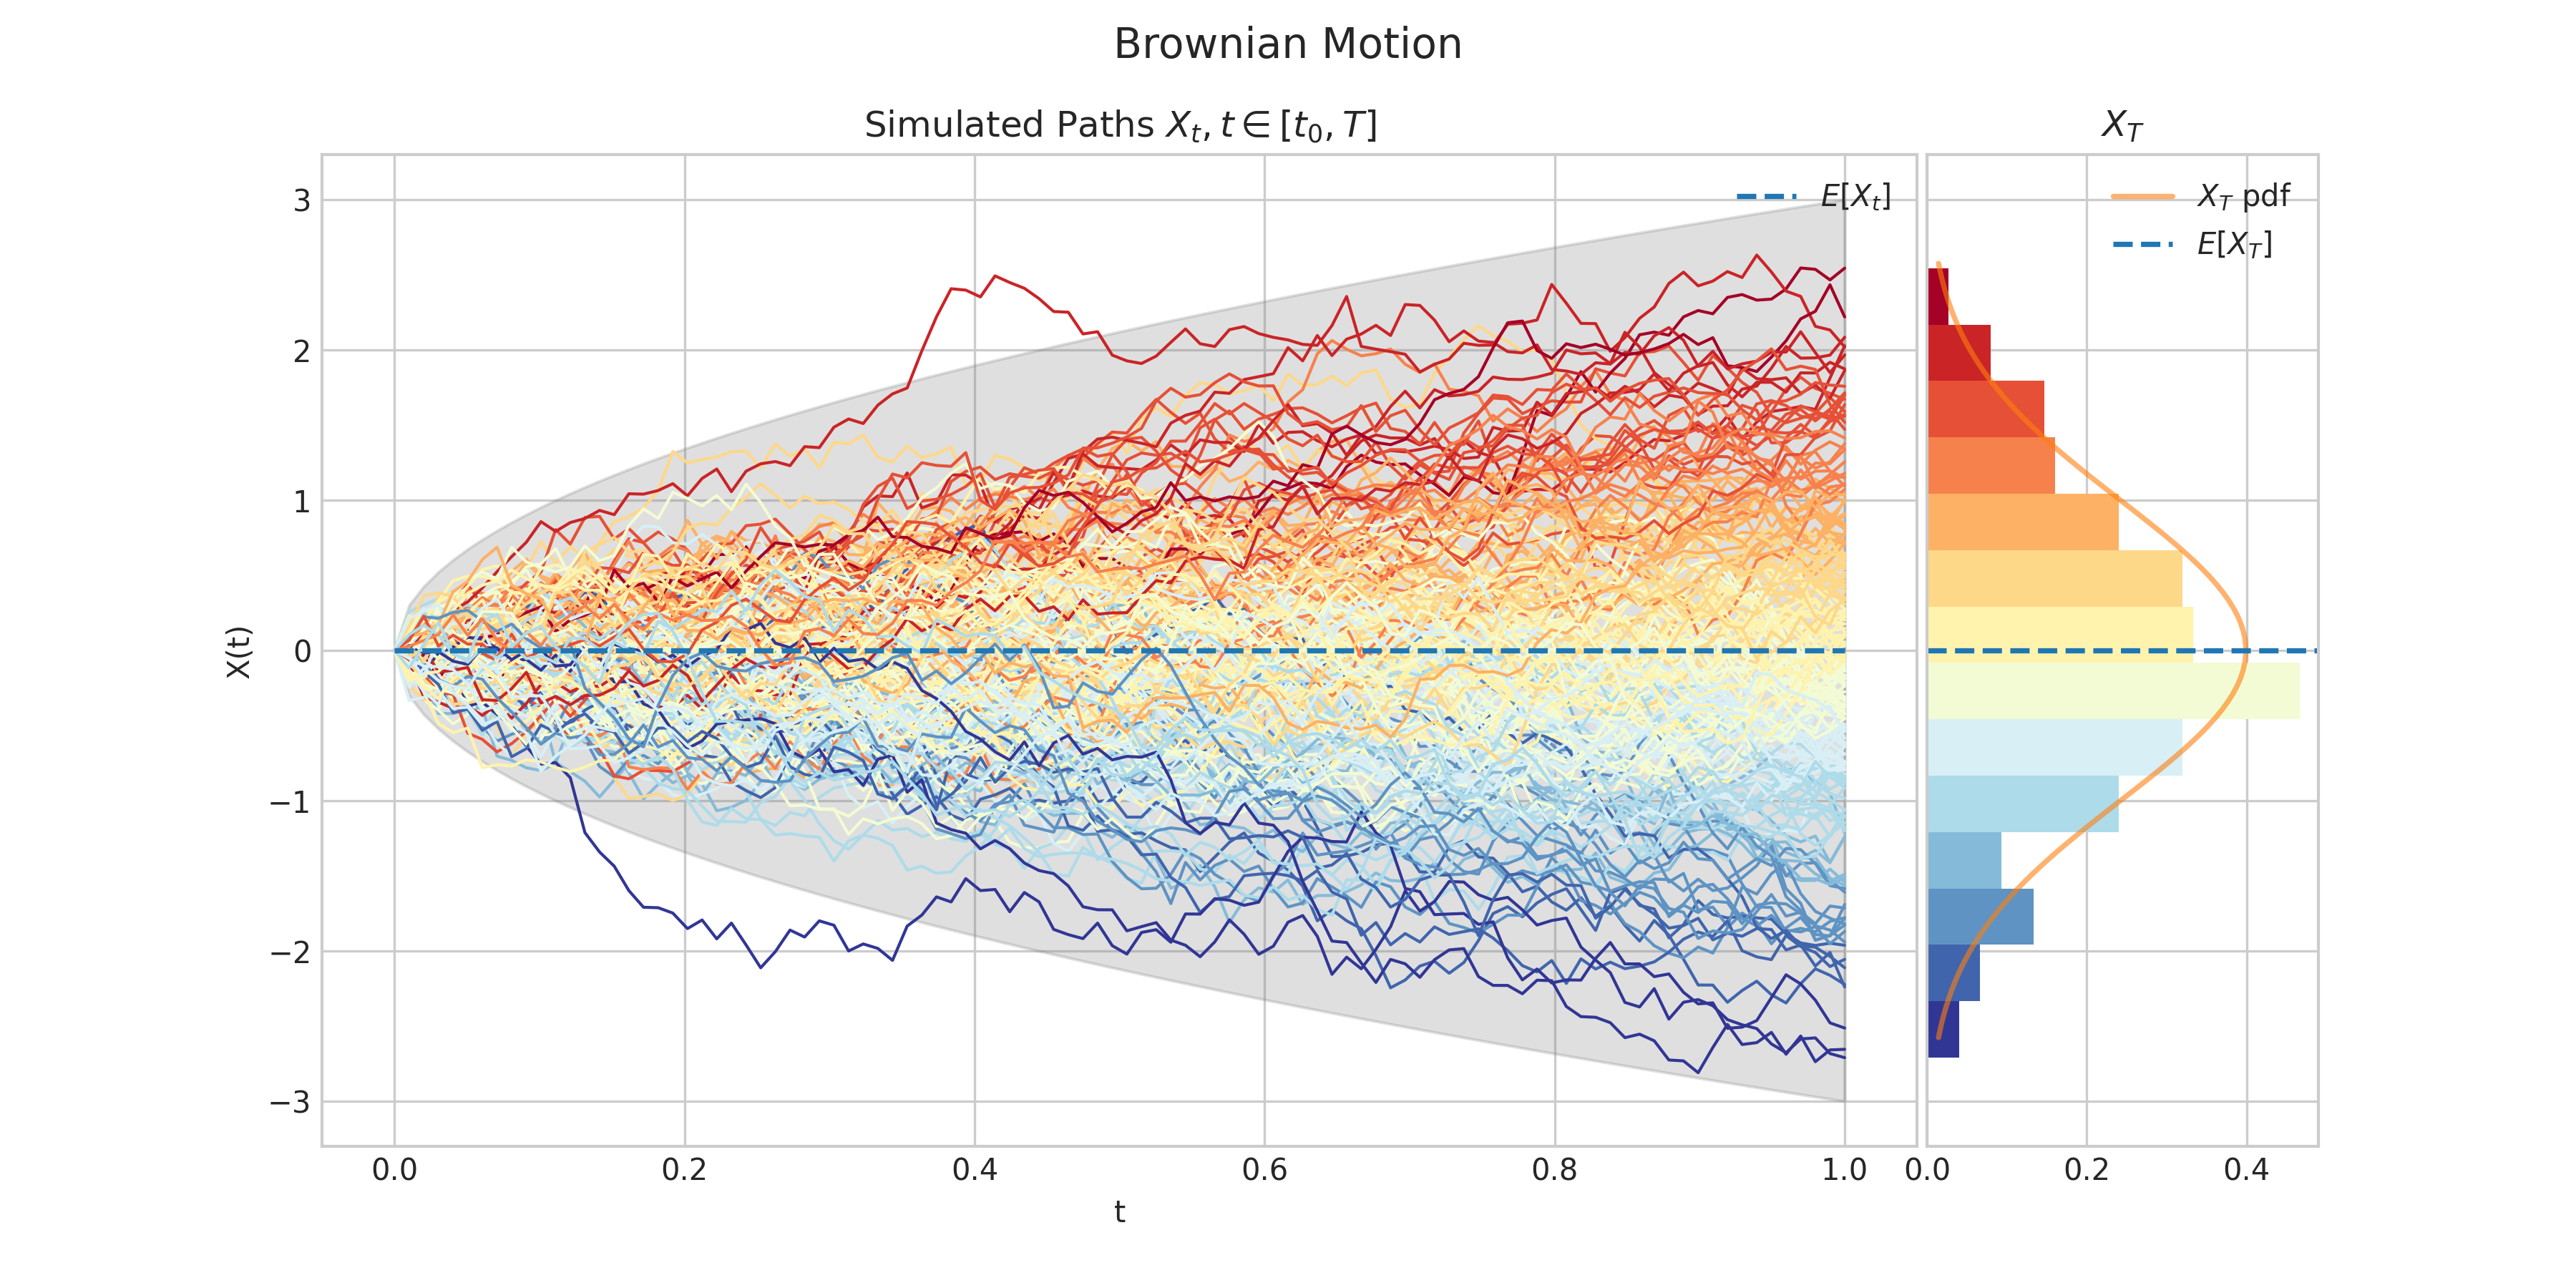 Brownian Motion
Simulated Paths $X_t, t \in [t_0, T]$
$X_T$
$E[X_t]$
$X_T$ pdf
$E[X_T]$
X(t)
3
2
1
0
−1
−2
−3
0.0 0.2 0.4 0.6 0.8 1.0
0.0 0.2 0.4
t